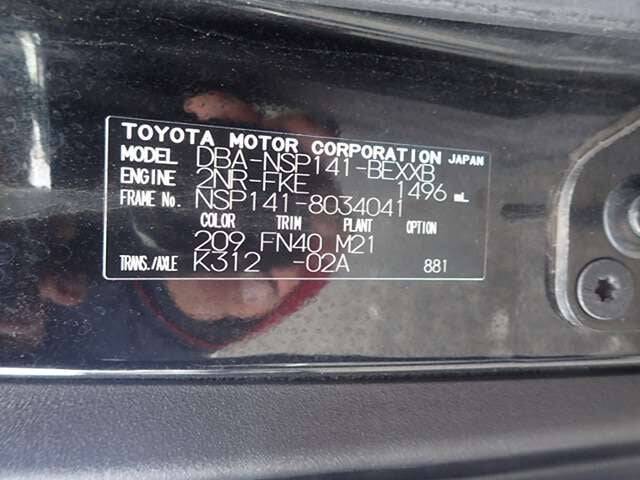 TOYOTA MOTOR CORPORATION JAPAN
MODEL DBA-NSP141-BEXXB
ENGINE 2NR-FKE 1496 mL
FRAME No. NSP141-8034041
COLOR TRIM PLANT OPTION
209 FN40 M21
TRANS./AXLE K312 -02A 881